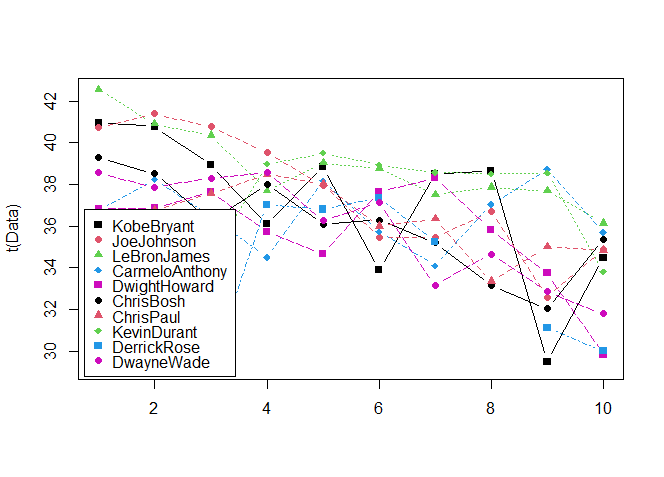 t(Data)
42
40
38
36
34
32
30
KobeBryant
JoeJohnson
LeBronJames
CarmeloAnthony
DwightHoward
ChrisBosh
ChrisPaul
KevinDurant
DerrickRose
DwayneWade
2 4 6 8 10